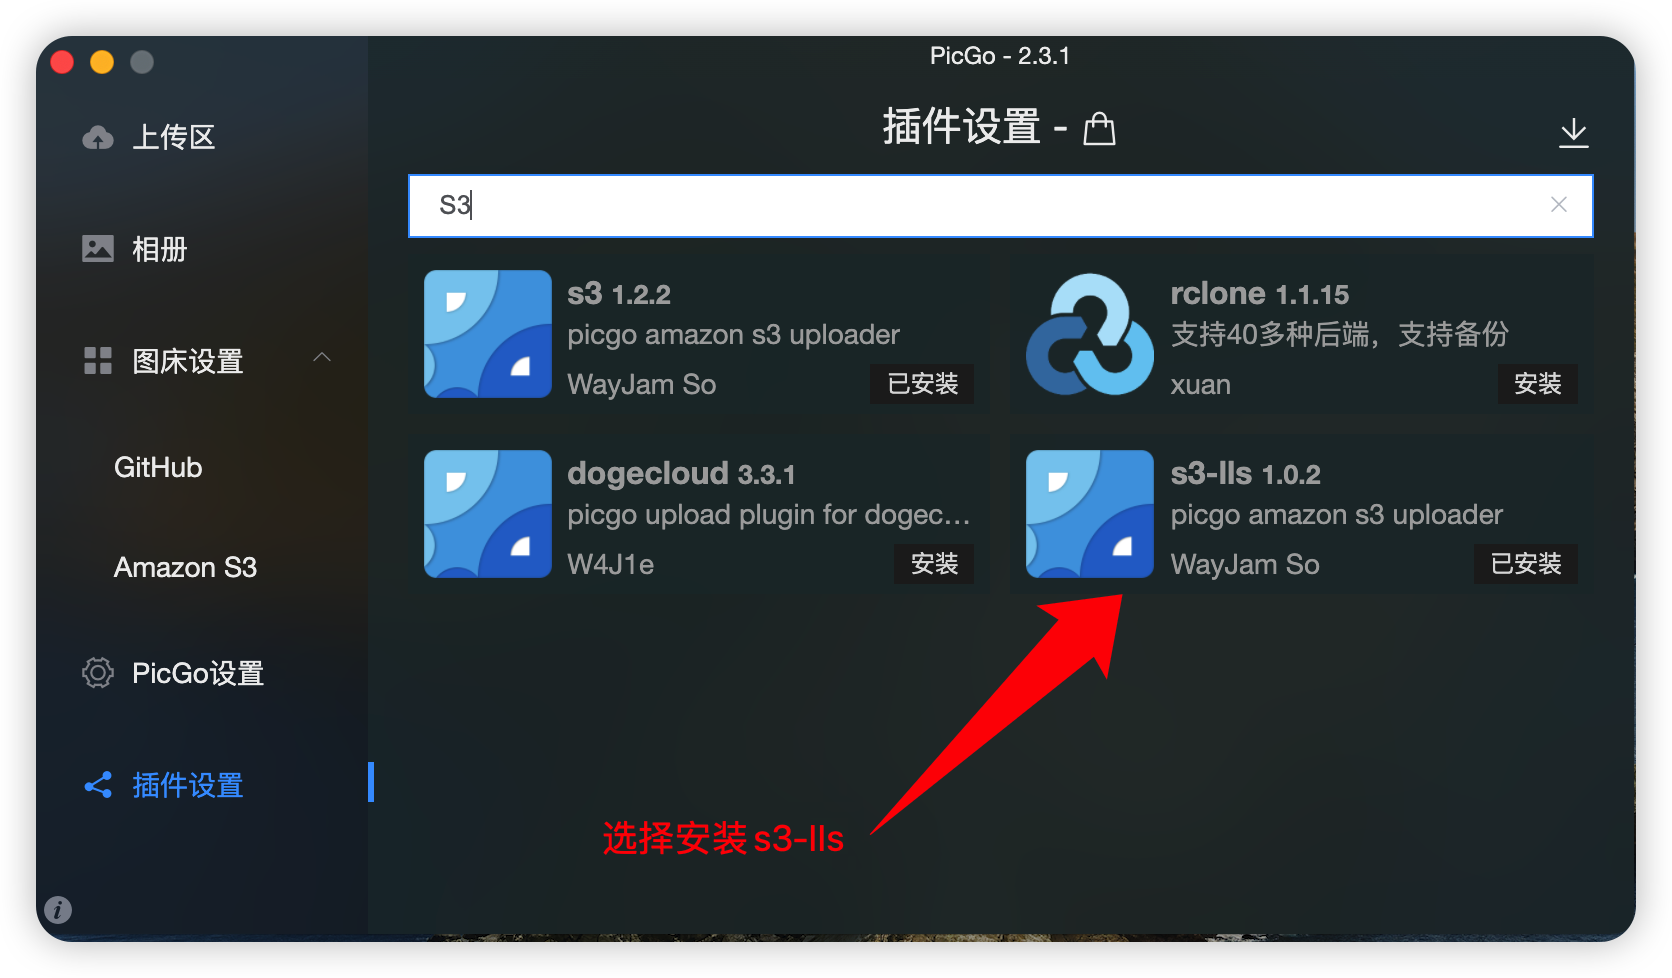 PicGo - 2.3.1
上传区
相册
图床设置
GitHub
Amazon S3
PicGo设置
插件设置
插件设置 -
S3
s3 1.2.2
picgo amazon s3 uploader
WayJam So
已安装
rclone 1.1.15
支持40多种后端，支持备份
xuan
安装
dogecloud 3.3.1
picgo upload plugin for dogec...
W4J1e
安装
s3-lls 1.0.2
picgo amazon s3 uploader
WayJam So
已安装
选择安装 s3-lls